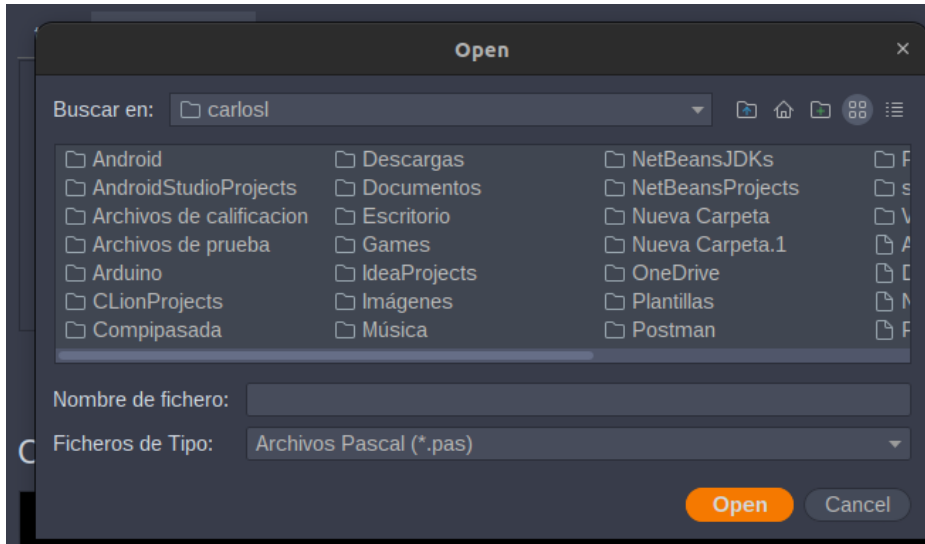 Open
Buscar en: carlosl
Android Descargas NetBeansJDKs
AndroidStudioProjects Documentos NetBeansProjects
Archivos de calificacion Escritorio Nueva Carpeta
Archivos de prueba Games Nueva Carpeta.1
Arduino IdeaProjects OneDrive
CLionProjects Imágenes Plantillas
Compipasada Música Postman
Nombre de fichero:
Ficheros de Tipo: Archivos Pascal (*.pas)
Open Cancel